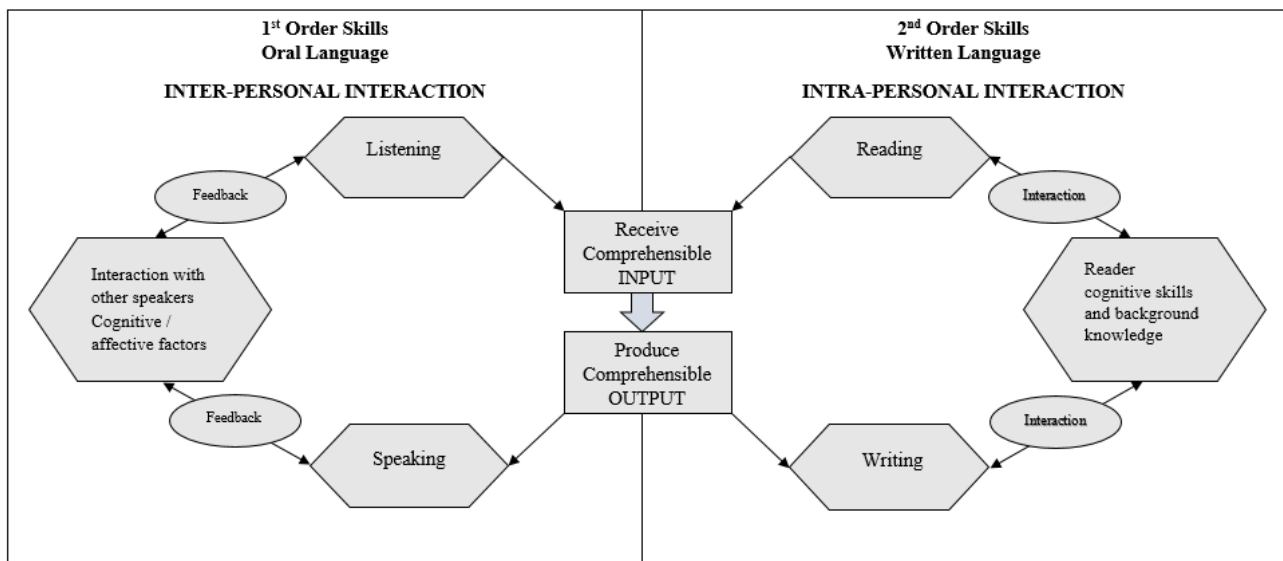 1st Order Skills
Oral Language
INTER-PERSONAL INTERACTION
Listening
Feedback
Interaction with
other speakers
Cognitive /
affective factors
Feedback
Speaking
Receive
Comprehensible
INPUT
Produce
Comprehensible
OUTPUT
2nd Order Skills
Written Language
INTRA-PERSONAL INTERACTION
Reading
Interaction
Reader
cognitive skills
and background
knowledge
Interaction
Writing